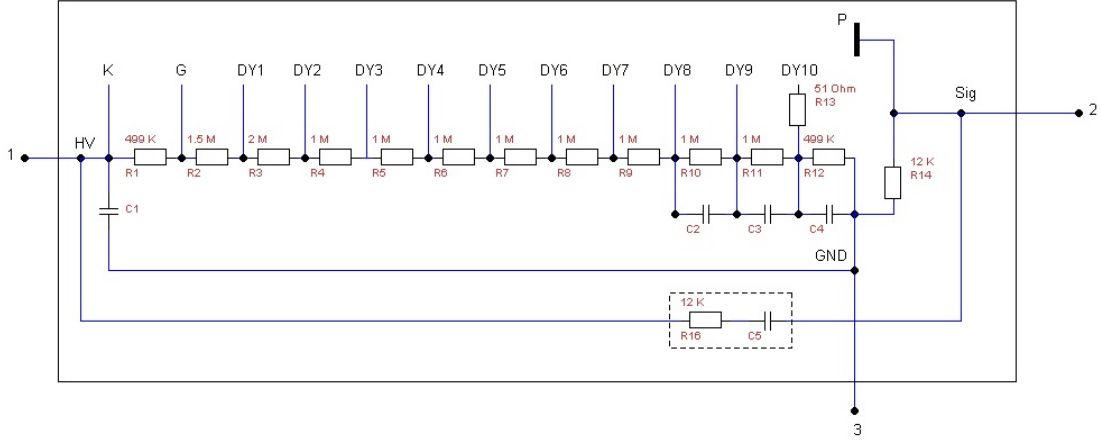 P
K G DY1 DY2 DY3 DY4 DY5 DY6 DY7 DY8 DY9 DY10
51 Ohm
R13
Sig
2
HV
1
499 K 1.5 M 2 M 1 M 1 M 1 M 1 M 1 M 1 M 1 M 1 M 499 K
R1 R2 R3 R4 R5 R6 R7 R8 R9 R10 R11 R12
12 K
R14
C1
C2 C3 C4
GND
12 K
R16 C5
3